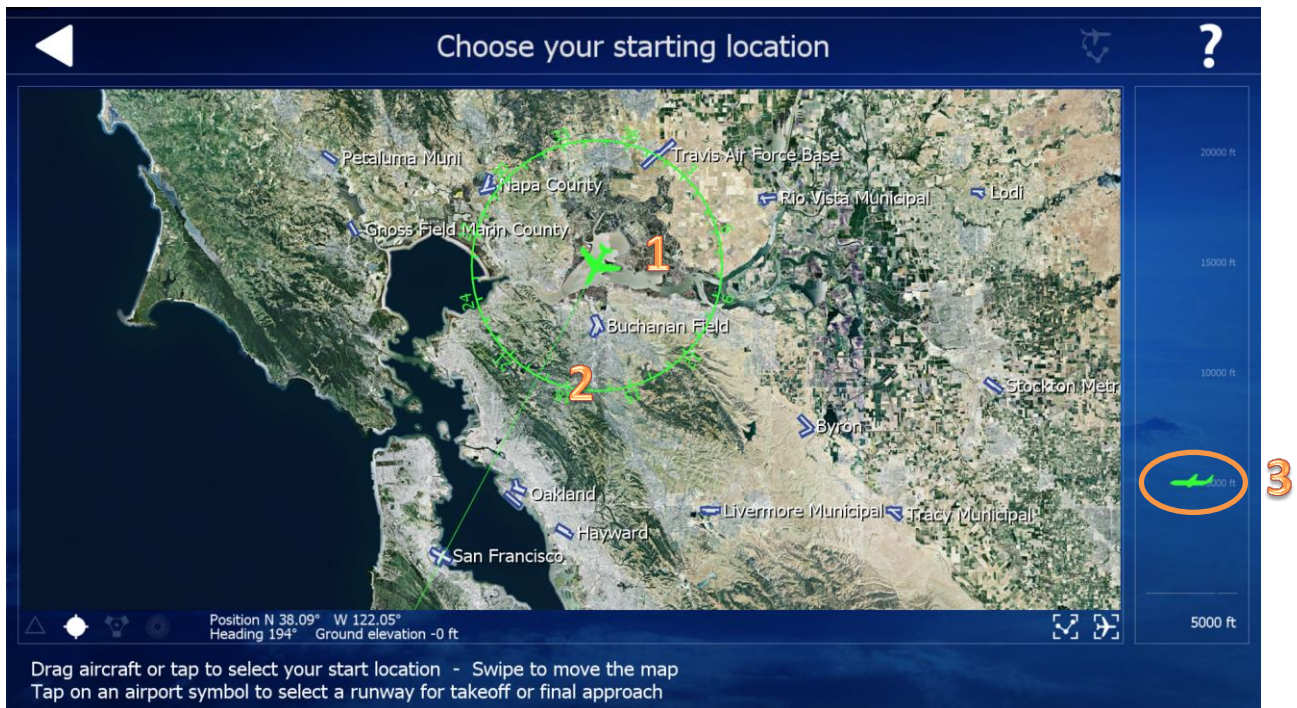 Choose your starting location
?
20000 ft
Petaluma Muni
Travis Air Force Base
Napa County
Rio Vista Municipal
Lodi
Gnoss Field Marin County
1
15000 ft
24
Buchanan Field
2
10000 ft
Stockton Metr
Byron
3
Oakland
Livermore Municipal
Tracy Municipal
Hayward
San Francisco
Position N 38.09° W 122.05°
Heading 194° Ground elevation -0 ft
5000 ft
Drag aircraft or tap to select your start location - Swipe to move the map
Tap on an airport symbol to select a runway for takeoff or final approach